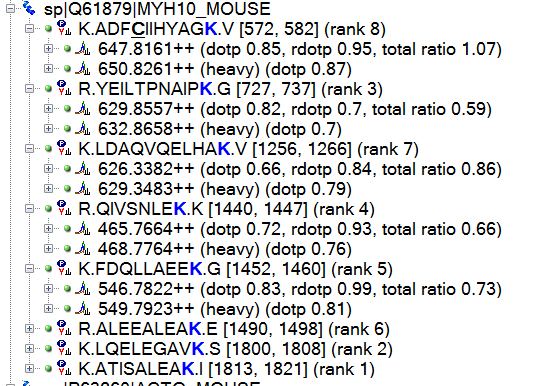 sp|Q61879|MYH10_MOUSE
K.ADFCIIHYAGK.V [572, 582] (rank 8)
647.8161++ (dotp 0.85, rdotp 0.95, total ratio 1.07)
650.8261++ (heavy) (dotp 0.87)
R.YEILTPNAIPK.G [727, 737] (rank 3)
629.8557++ (dotp 0.82, rdotp 0.7, total ratio 0.59)
632.8658++ (heavy) (dotp 0.7)
K.LDAQVQELHAK.V [1256, 1266] (rank 7)
626.3382++ (dotp 0.66, rdotp 0.84, total ratio 0.86)
629.3483++ (heavy) (dotp 0.79)
R.QIVSNLEK.K [1440, 1447] (rank 4)
465.7664++ (dotp 0.72, rdotp 0.93, total ratio 0.66)
468.7764++ (heavy) (dotp 0.76)
K.FDQLLAEEK.G [1452, 1460] (rank 5)
546.7822++ (dotp 0.83, rdotp 0.99, total ratio 0.73)
549.7923++ (heavy) (dotp 0.81)
R.ALEEALEAK.E [1490, 1498] (rank 6)
K.LQELEGAVK.S [1800, 1808] (rank 2)
K.ATISALEAK.I [1813, 1821] (rank 1)